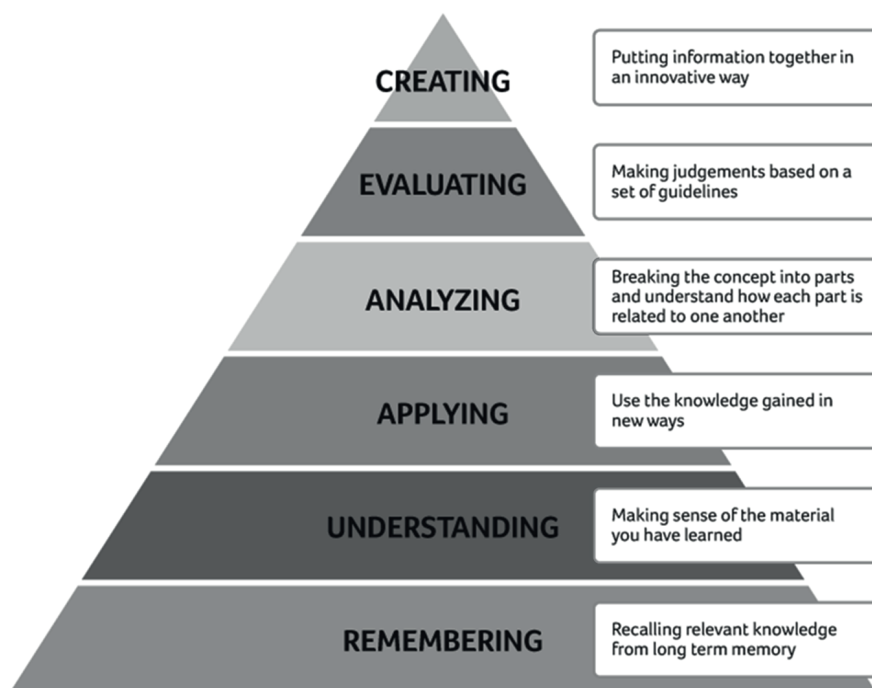 CREATING
Putting information together in
an innovative way
EVALUATING
Making judgements based on a
set of guidelines
ANALYZING
Breaking the concept into parts
and understand how each part is
related to one another
APPLYING
Use the knowledge gained in
new ways
UNDERSTANDING
Making sense of the material
you have learned
REMEMBERING
Recalling relevant knowledge
from long term memory